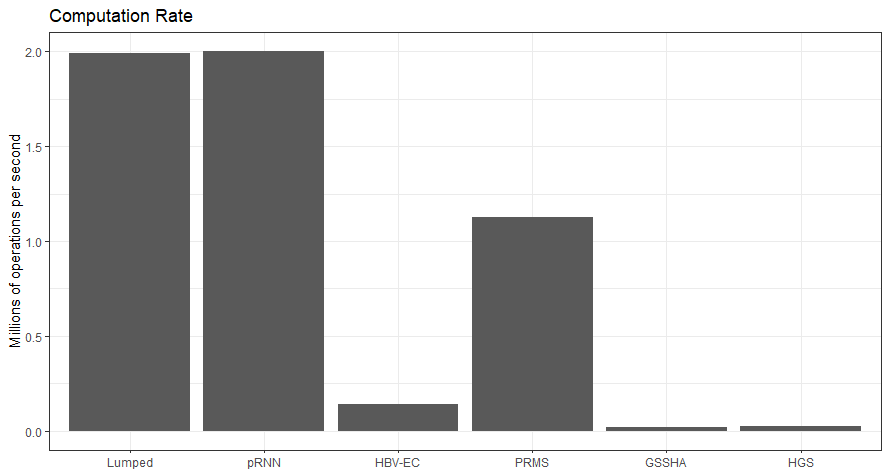 Computation Rate
Millions of operations per second
2.0
1.5
1.0
0.5
0.0
Lumped pRNN HBV-EC PRMS GSSHA HGS